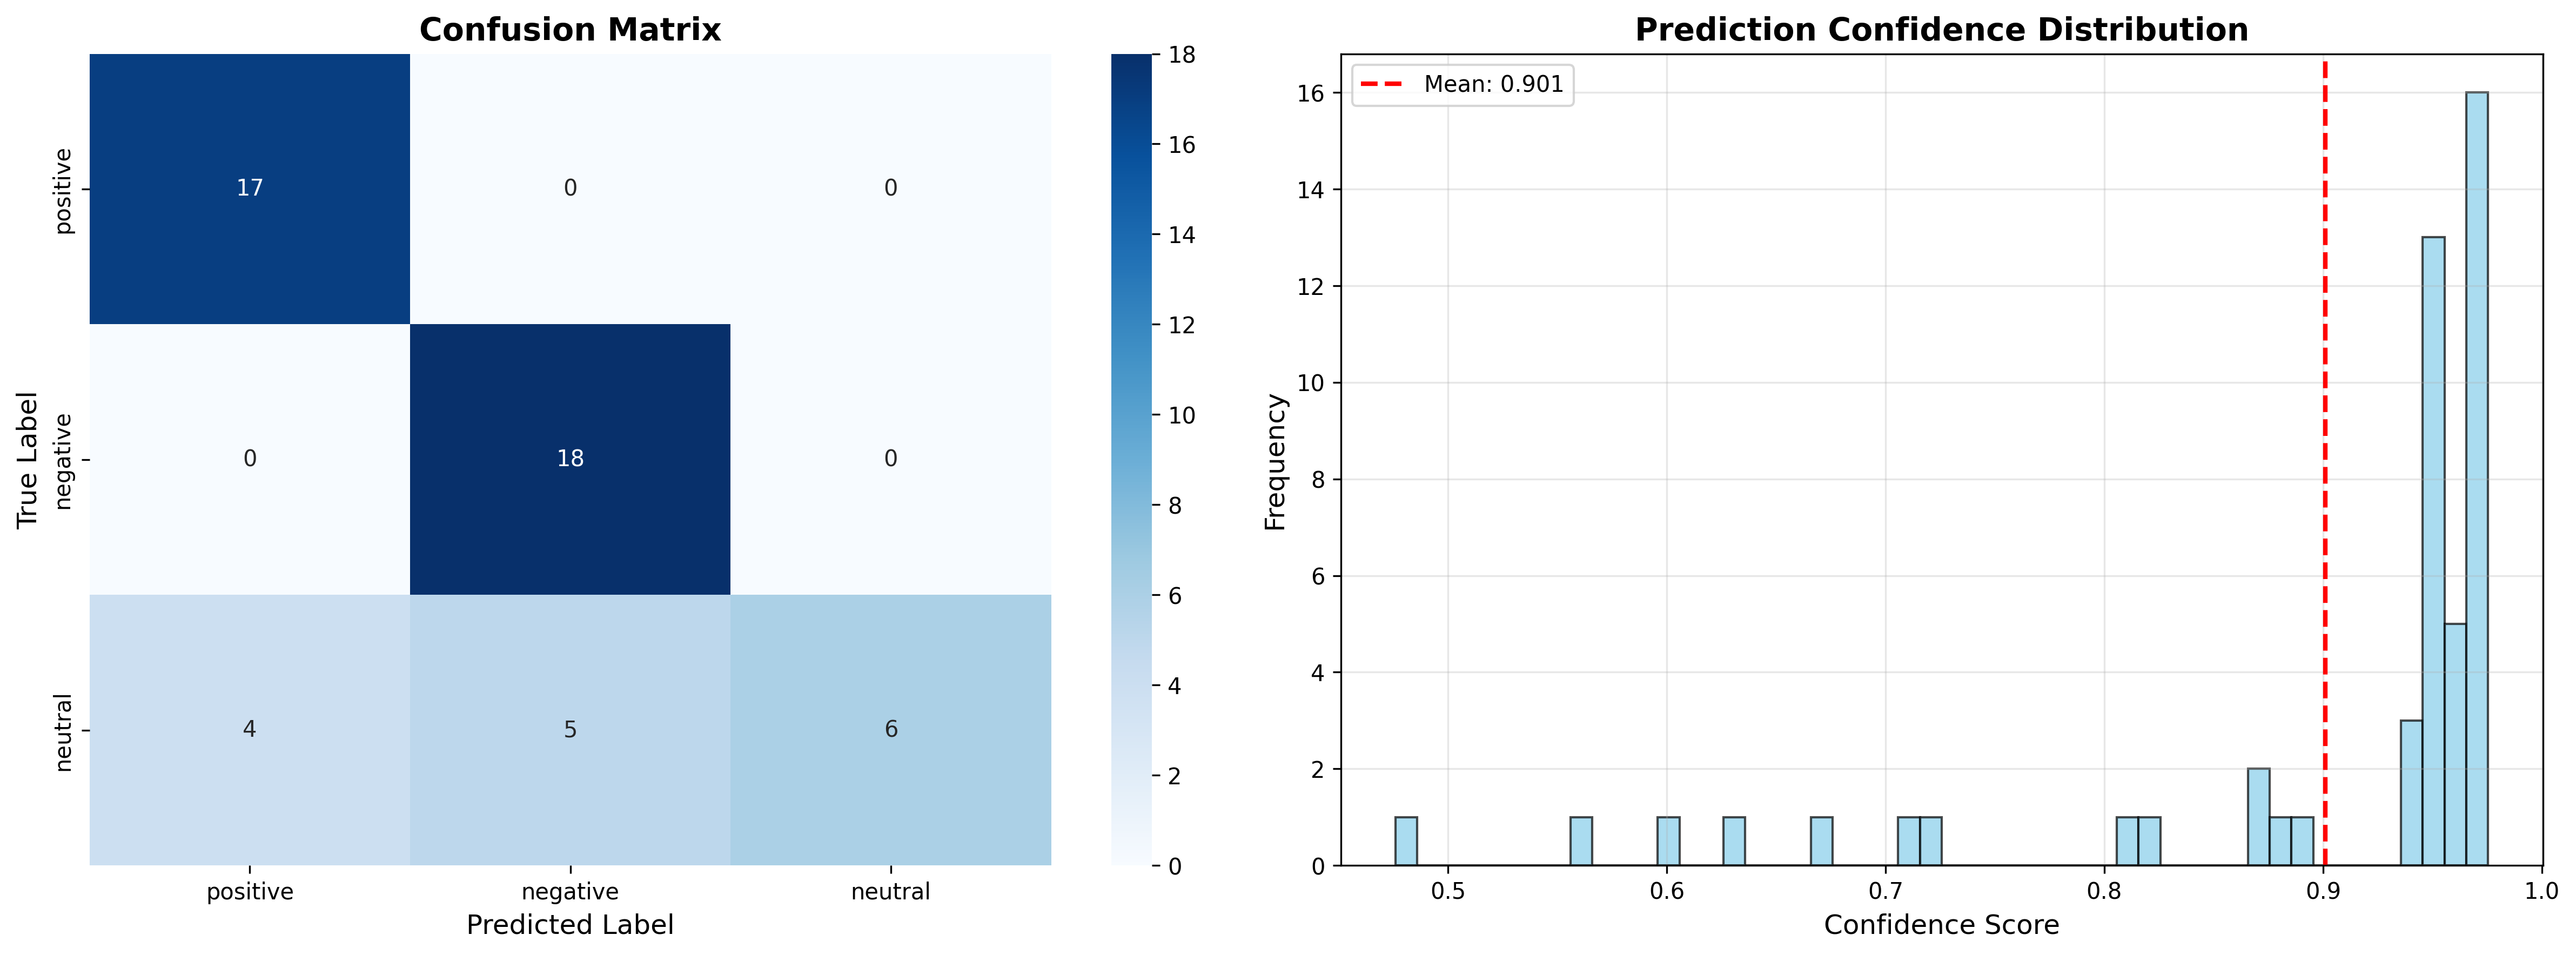 Confusion Matrix
positive
negative
neutral
True Label
17 0 0
0 18 0
4 5 6
positive negative neutral
Predicted Label
18
16
14
12
10
8
6
4
2
0
Prediction Confidence Distribution
Mean: 0.901
Frequency
16
14
12
10
8
6
4
2
0
0.5 0.6 0.7 0.8 0.9 1.0
Confidence Score